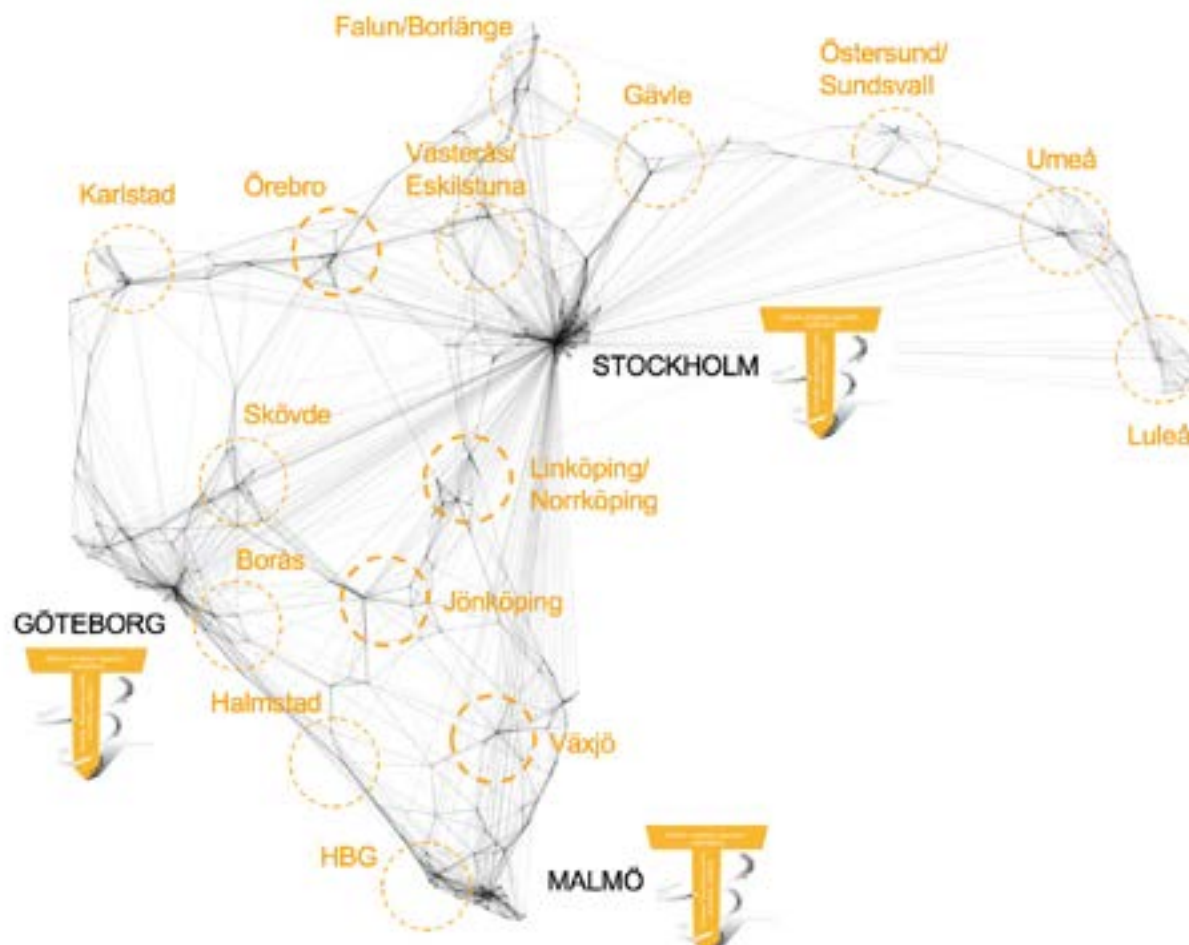 Falun/Borlänge
Östersund/
Sundsvall
Gävle
Västerås/
Eskilstuna
Umeå
Karlstad
Örebro
STOCKHOLM
Luleå
Skövde
Linköping/
Norrköping
Borås
Jönköping
GÖTEBORG
Halmstad
Växjö
HBG
MALMÖ